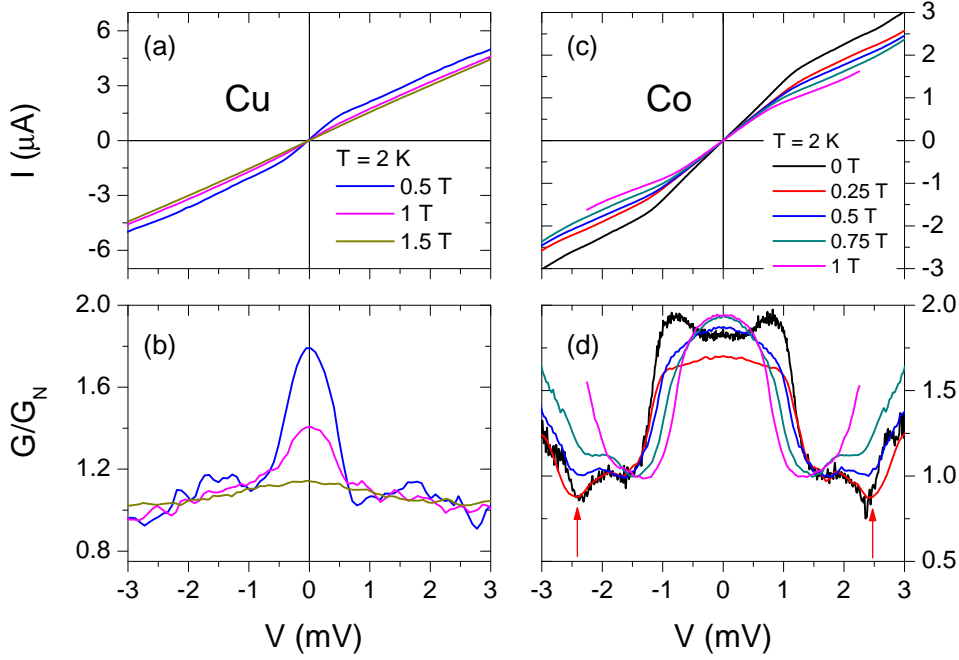 (a)
Cu
I (μA)
6
3
0
-3
-6
T = 2 K
0.5 T
1 T
1.5 T
(c)
Co
3
2
1
0
-1
-2
-3
T = 2 K
0 T
0.25 T
0.5 T
0.75 T
1 T
(b)
G/G_N
2.0
1.6
1.2
0.8
-3 -2 -1 0 1 2 3
V (mV)
(d)
2.0
1.5
1.0
0.5
-3 -2 -1 0 1 2 3
V (mV)